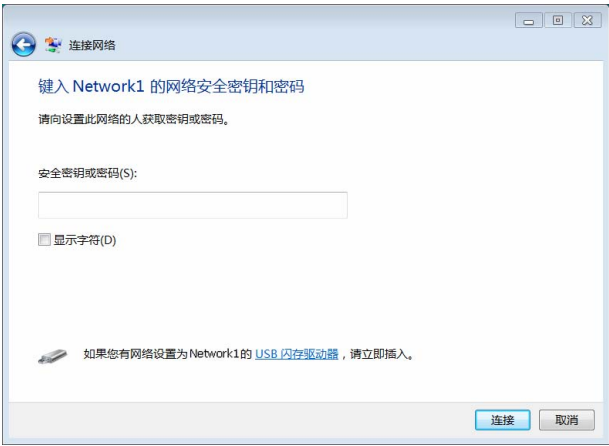 连接网络
键入 Network1 的网络安全密钥和密码
请向设置此网络的人获取密钥或密码。
安全密钥或密码(S):
显示字符(D)
如果您有网络设置为Network1的 USB 闪存驱动器，请立即插入。
连接 取消